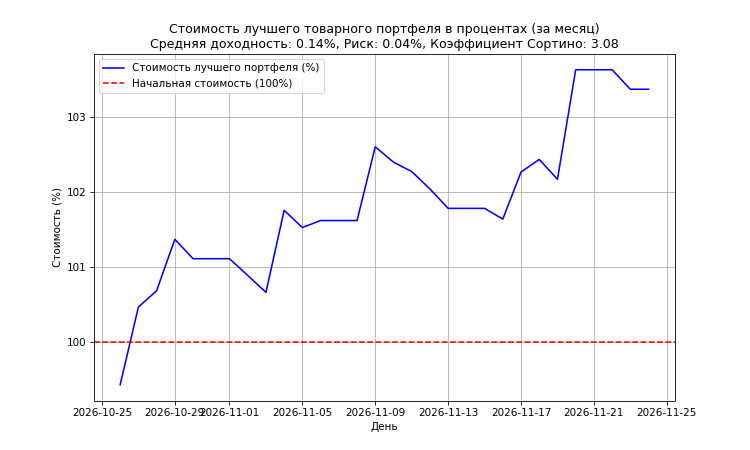 Стоимость лучшего товарного портфеля в процентах (за месяц)
Средняя доходность: 0.14%, Риск: 0.04%, Коэффициент Сортино: 3.08
Стоимость лучшего портфеля (%)
Начальная стоимость (100%)
Стоимость (%)
103
102
101
100
2026-10-25
2026-10-29
2026-11-01
2026-11-05
2026-11-09
2026-11-13
2026-11-17
2026-11-21
2026-11-25
День